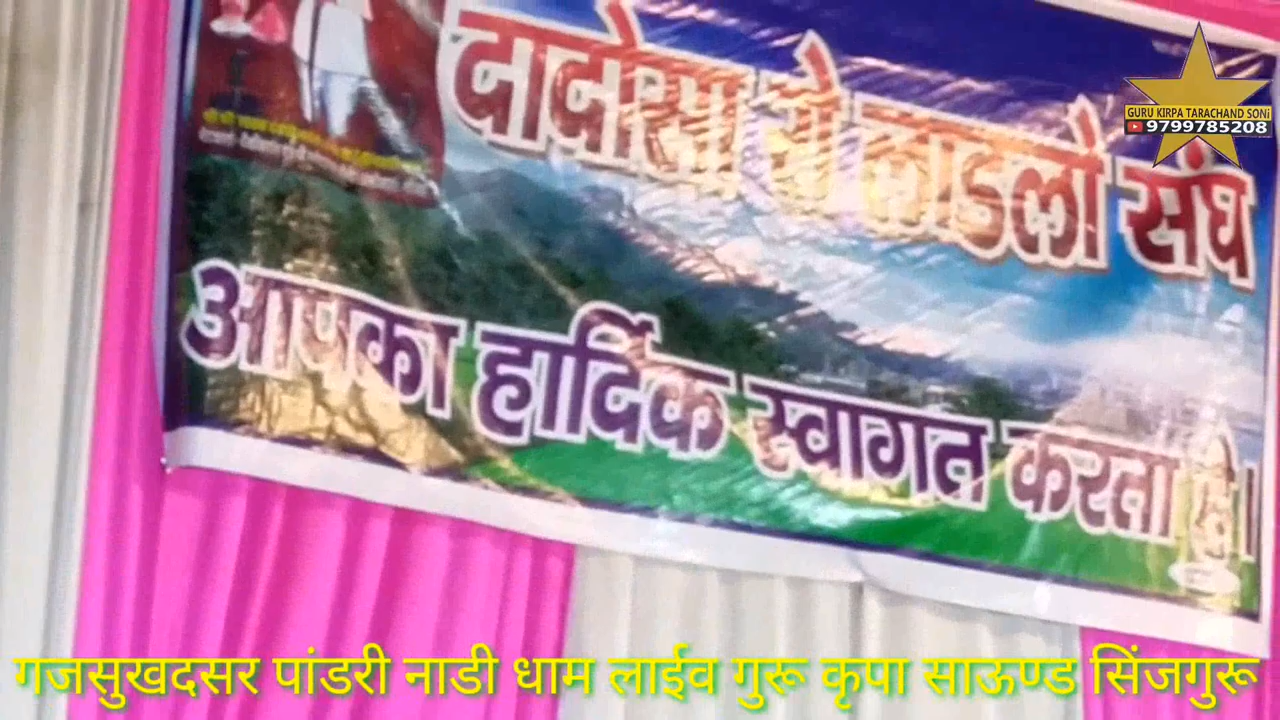 दादोसा रो लाडलो संघ
GURU KIRPA TARACHAND SONI
9799785208
आपका हार्दिक स्वागत करता है।
गजसुखदसर पांडरी नाडी धाम लाईव गुरू कृपा साऊण्ड सिंजगुरू